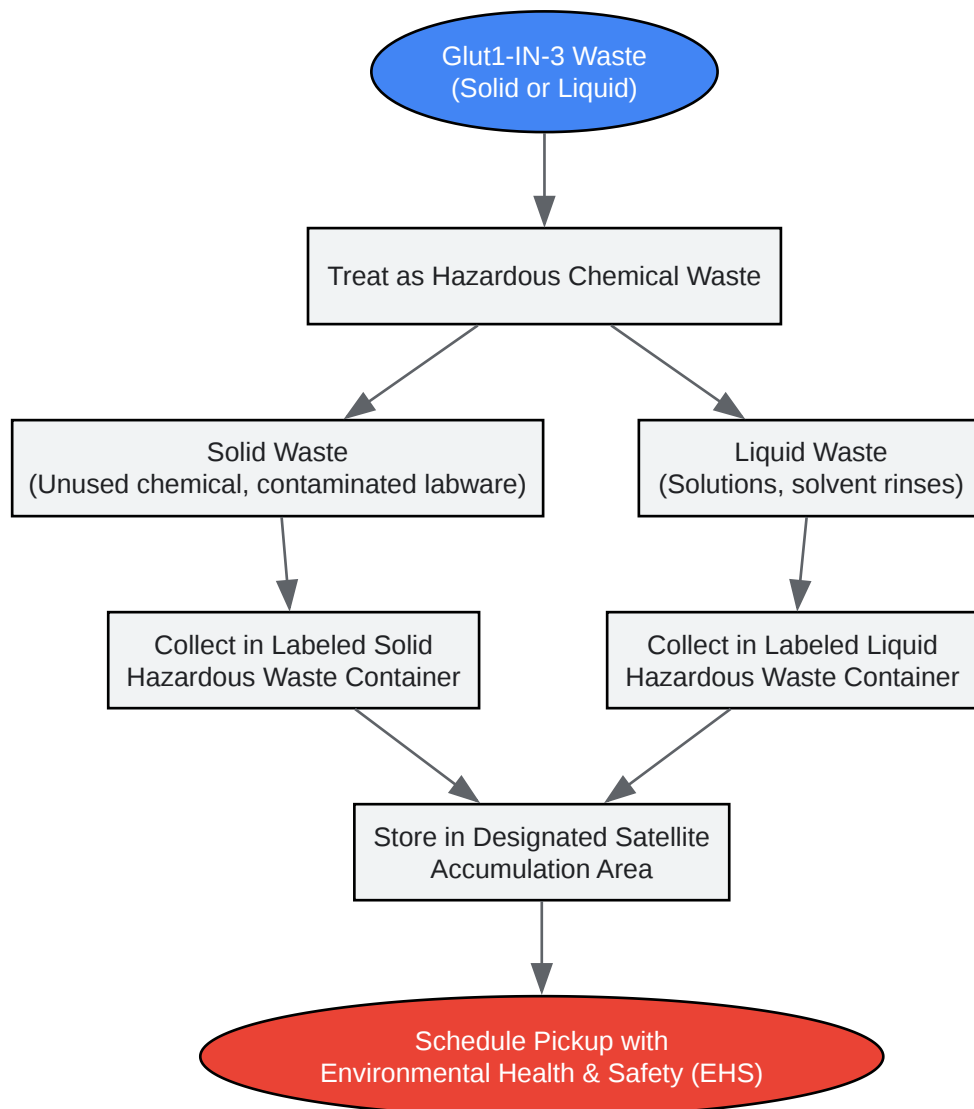 Glut1-IN-3 Waste
(Solid or Liquid)
Treat as Hazardous Chemical Waste
Solid Waste
(Unused chemical, contaminated labware)
Liquid Waste
(Solutions, solvent rinses)
Collect in Labeled Solid
Hazardous Waste Container
Collect in Labeled Liquid
Hazardous Waste Container
Store in Designated Satellite
Accumulation Area
Schedule Pickup with
Environmental Health & Safety (EHS)